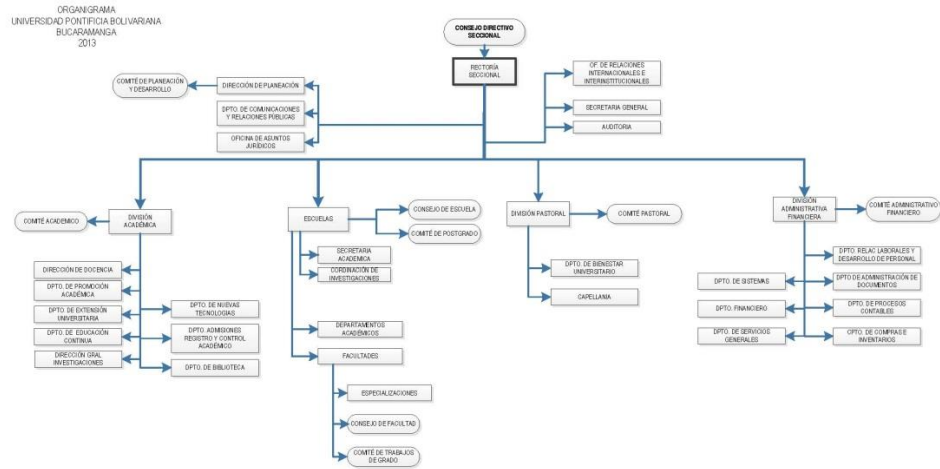 ORGANIGRAMA
UNIVERSIDAD PONTIFICIA BOLIVARIANA
BUCARAMANGA
2013
CONSEJO DIRECTIVO
SECCIONAL
RECTORÍA
SECCIONAL
COMITÉ DE PLANEACIÓN
Y DESARROLLO
DIRECCIÓN DE PLANEACIÓN
DPTO. DE COMUNICACIONES
Y RELACIONES PÚBLICAS
OFICINA DE ASUNTOS
JURÍDICOS
OF. DE RELACIONES
INTERNACIONALES E
INTERINSTITUCIONALES
SECRETARIA GENERAL
AUDITORIA
COMITÉ ACADEMICO
DIVISIÓN
ACADÉMICA
DIRECCIÓN DE DOCENCIA
DPTO. DE PROMOCIÓN
ACADÉMICA
DPTO. DE EXTENSIÓN
UNIVERSITARIA
DPTO. DE EDUCACIÓN
CONTINUA
DIRECCIÓN GRAL
INVESTIGACIONES
DPTO. DE NUEVAS
TECNOLOGIAS
DPTO. ADMISIONES
REGISTRO Y CONTROL
ACADÉMICO
DPTO. DE BIBLIOTECA
ESCUELAS
CONSEJO DE ESCUELA
COMITÉ DE POSTGRADO
SECRETARIA
ACADEMICA
CORDINACIÓN DE
INVESTIGACIONES
DEPARTAMENTOS
ACADÉMICOS
FACULTADES
ESPECIALIZACIONES
CONSEJO DE FACULTAD
COMITÉ DE TRABAJOS
DE GRADO
DIVISIÓN PASTORAL
COMITÉ PASTORAL
DPTO. DE BIENESTAR
UNIVERSITARIO
CAPELLANIA
DIVISIÓN
ADMINISTRATIVA
FINANCIERA
COMITÉ ADMINISTRATIVO Y
FINANCIERO
DPTO. RELAC LABORALES Y
DESARROLLO DE PERSONAL
DPTO. DE SISTEMAS
DPTO DE ADMINISTRACIÓN DE
DOCUMENTOS
DPTO. FINANCIERO
DPTO. DE PROCESOS
CONTABLES
DPTO. DE SERVICIOS
GENERALES
CPTO. DE COMPRAS E
INVENTARIOS